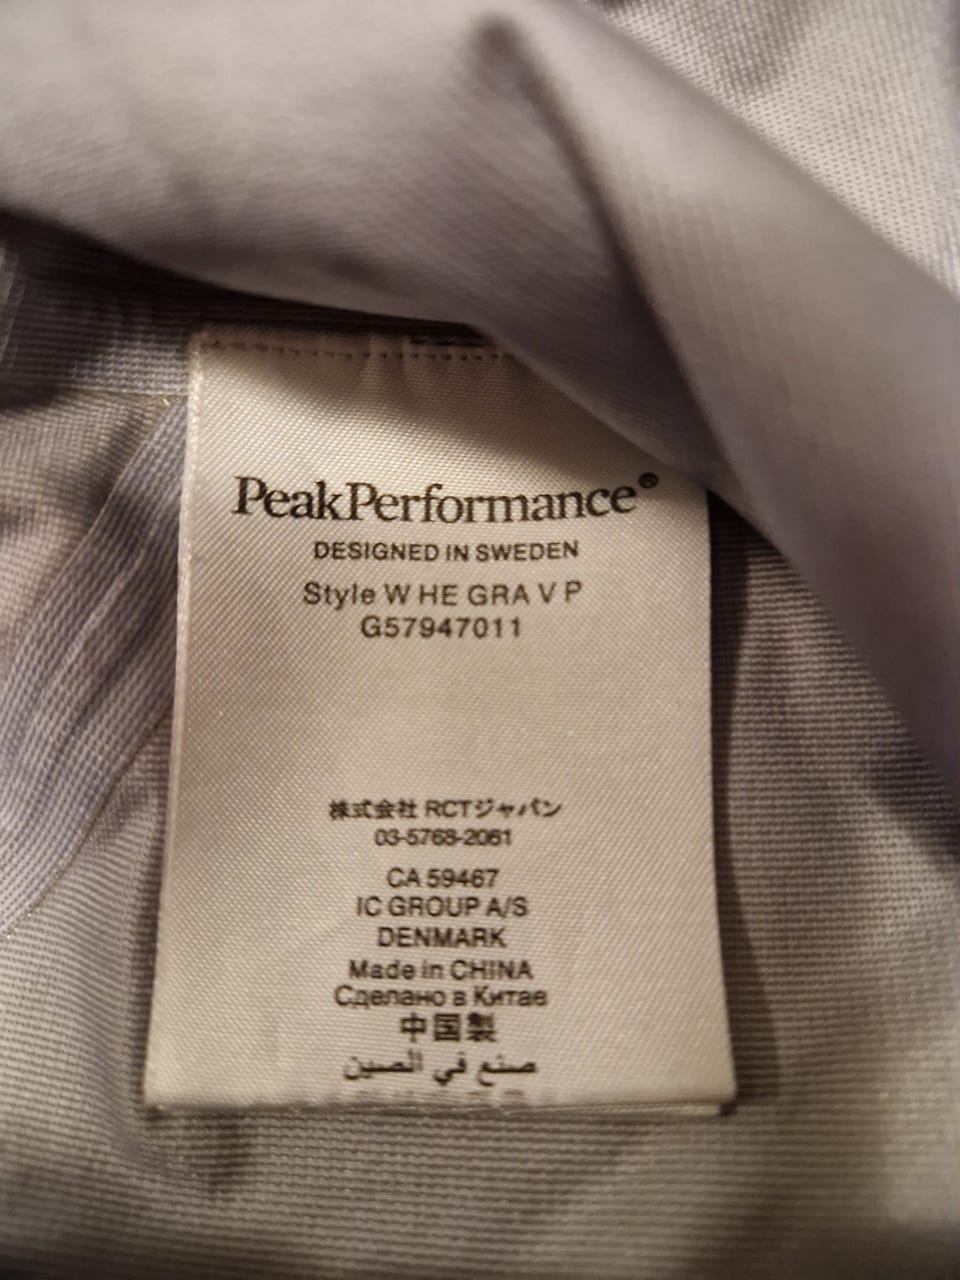 PeakPerformance®
DESIGNED IN SWEDEN
Style W HE GRA V P
G57947011
株式会社 RCTジャパン
03-5768-2061
CA 59467
IC GROUP A/S
DENMARK
Made in CHINA
Сделано в Китае
中国製
صنع في الصين